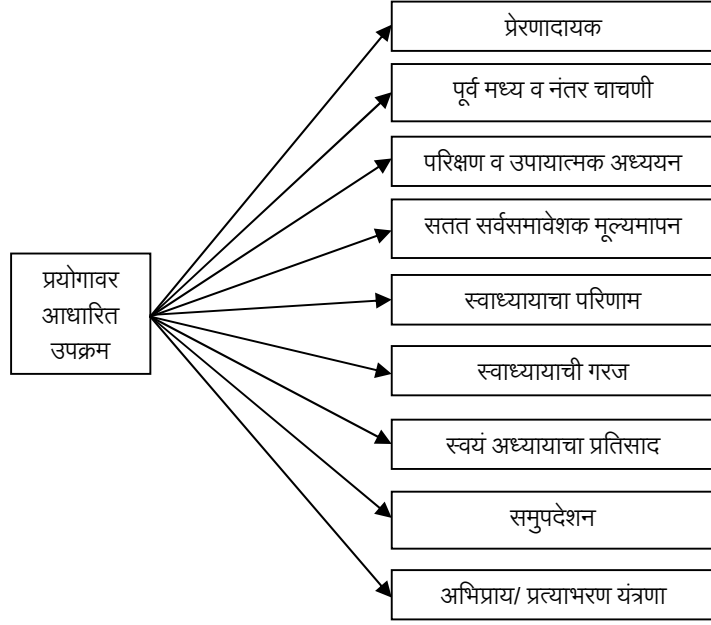 प्रेरणादायक
पूर्व मध्य व नंतर चाचणी
परिक्षण व उपायात्मक अध्ययन
सतत सर्वसमावेशक मूल्यमापन
प्रयोगावर
आधारित
उपक्रम
स्वाध्यायाचा परिणाम
स्वाध्यायाची गरज
स्वयं अध्यायाचा प्रतिसाद
समुपदेशन
अभिप्राय/ प्रत्याभरण यंत्रणा